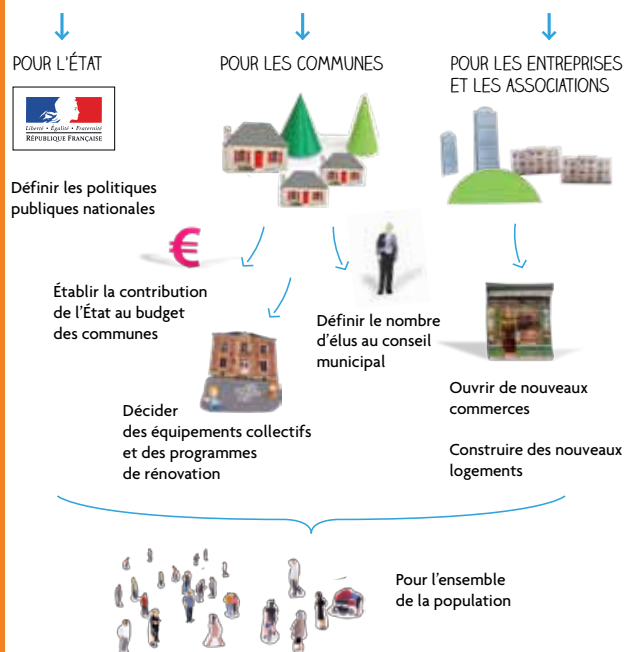 POUR L'ÉTAT
Liberté • Égalité • Fraternité
RÉPUBLIQUE FRANÇAISE
Définir les politiques
publiques nationales
POUR LES COMMUNES
€
Établir la contribution
de l'État au budget
des communes
Définir le nombre
d'élus au conseil
municipal
Décider
des équipements collectifs
et des programmes
de rénovation
POUR LES ENTREPRISES
ET LES ASSOCIATIONS
Ouvrir de nouveaux
commerces
Construire des nouveaux
logements
Pour l'ensemble
de la population